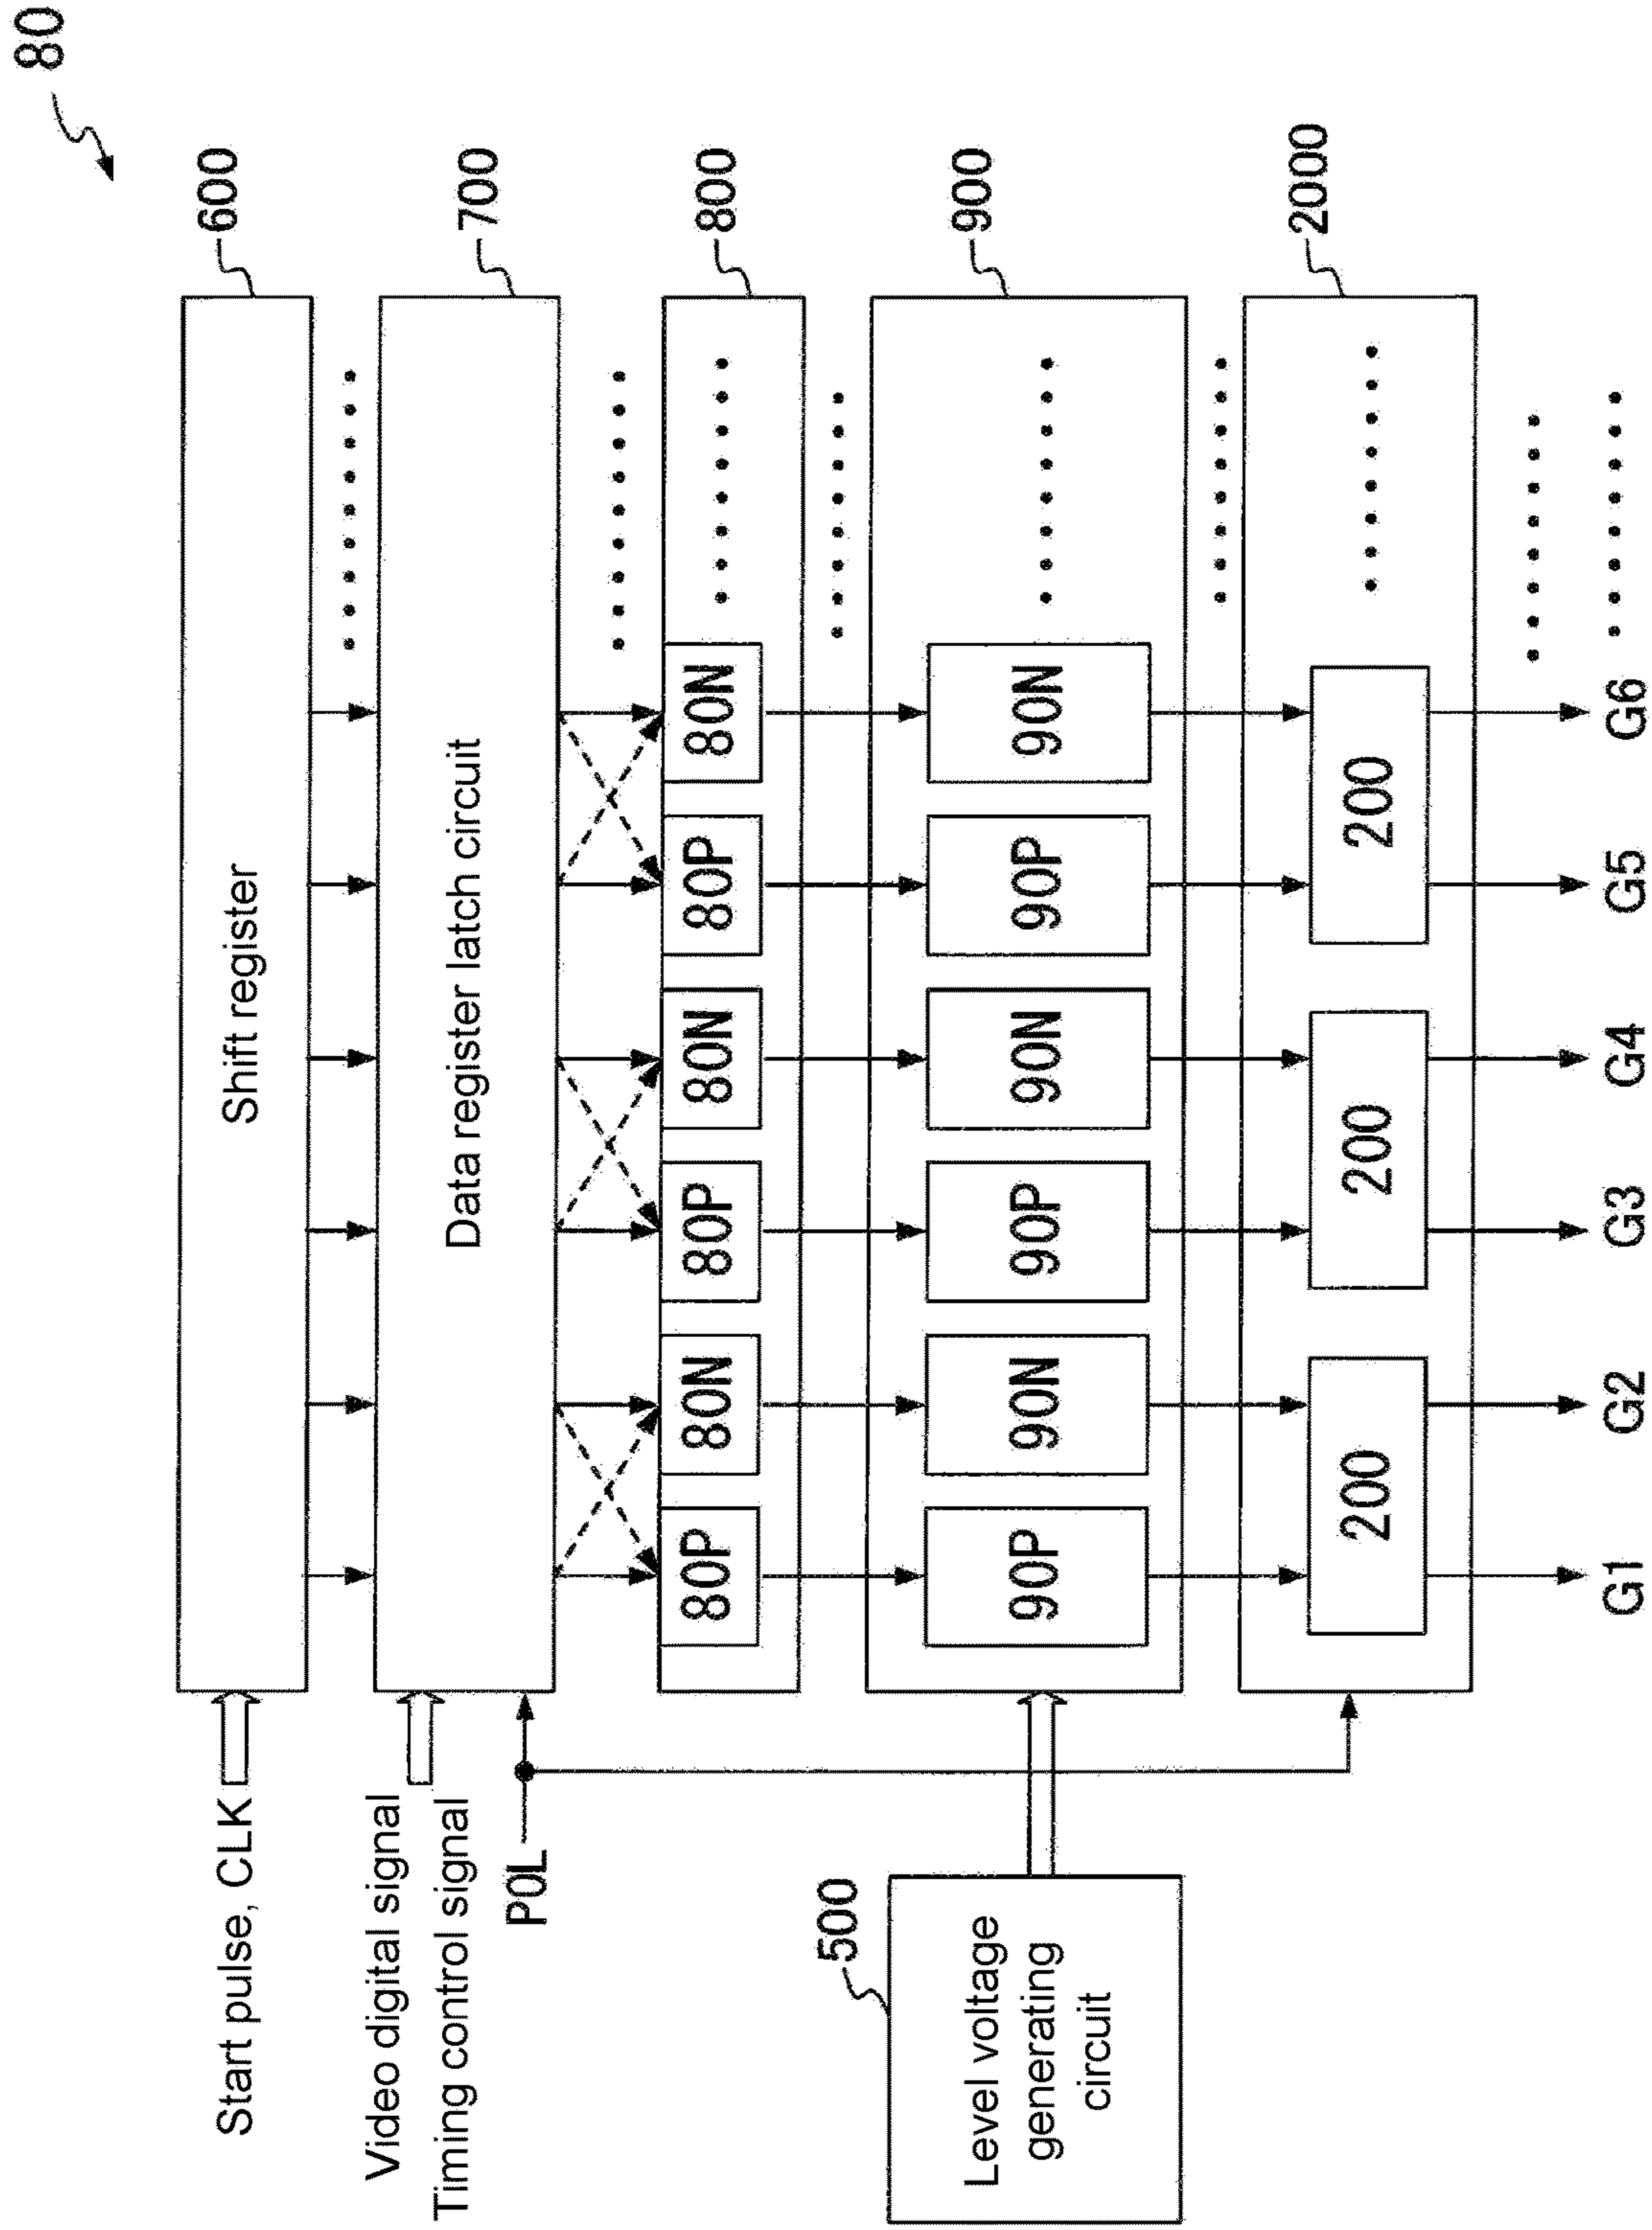 80
Start pulse, CLK
Shift register
600
Video digital signal
Timing control signal
Data register latch circuit
700
POL
80P 80N 80P 80N 80P 80N
800
500
Level voltage
generating
circuit
90P 90N 90P 90N 90P 90N
900
200 200 200
2000
G1 G2 G3 G4 G5 G6